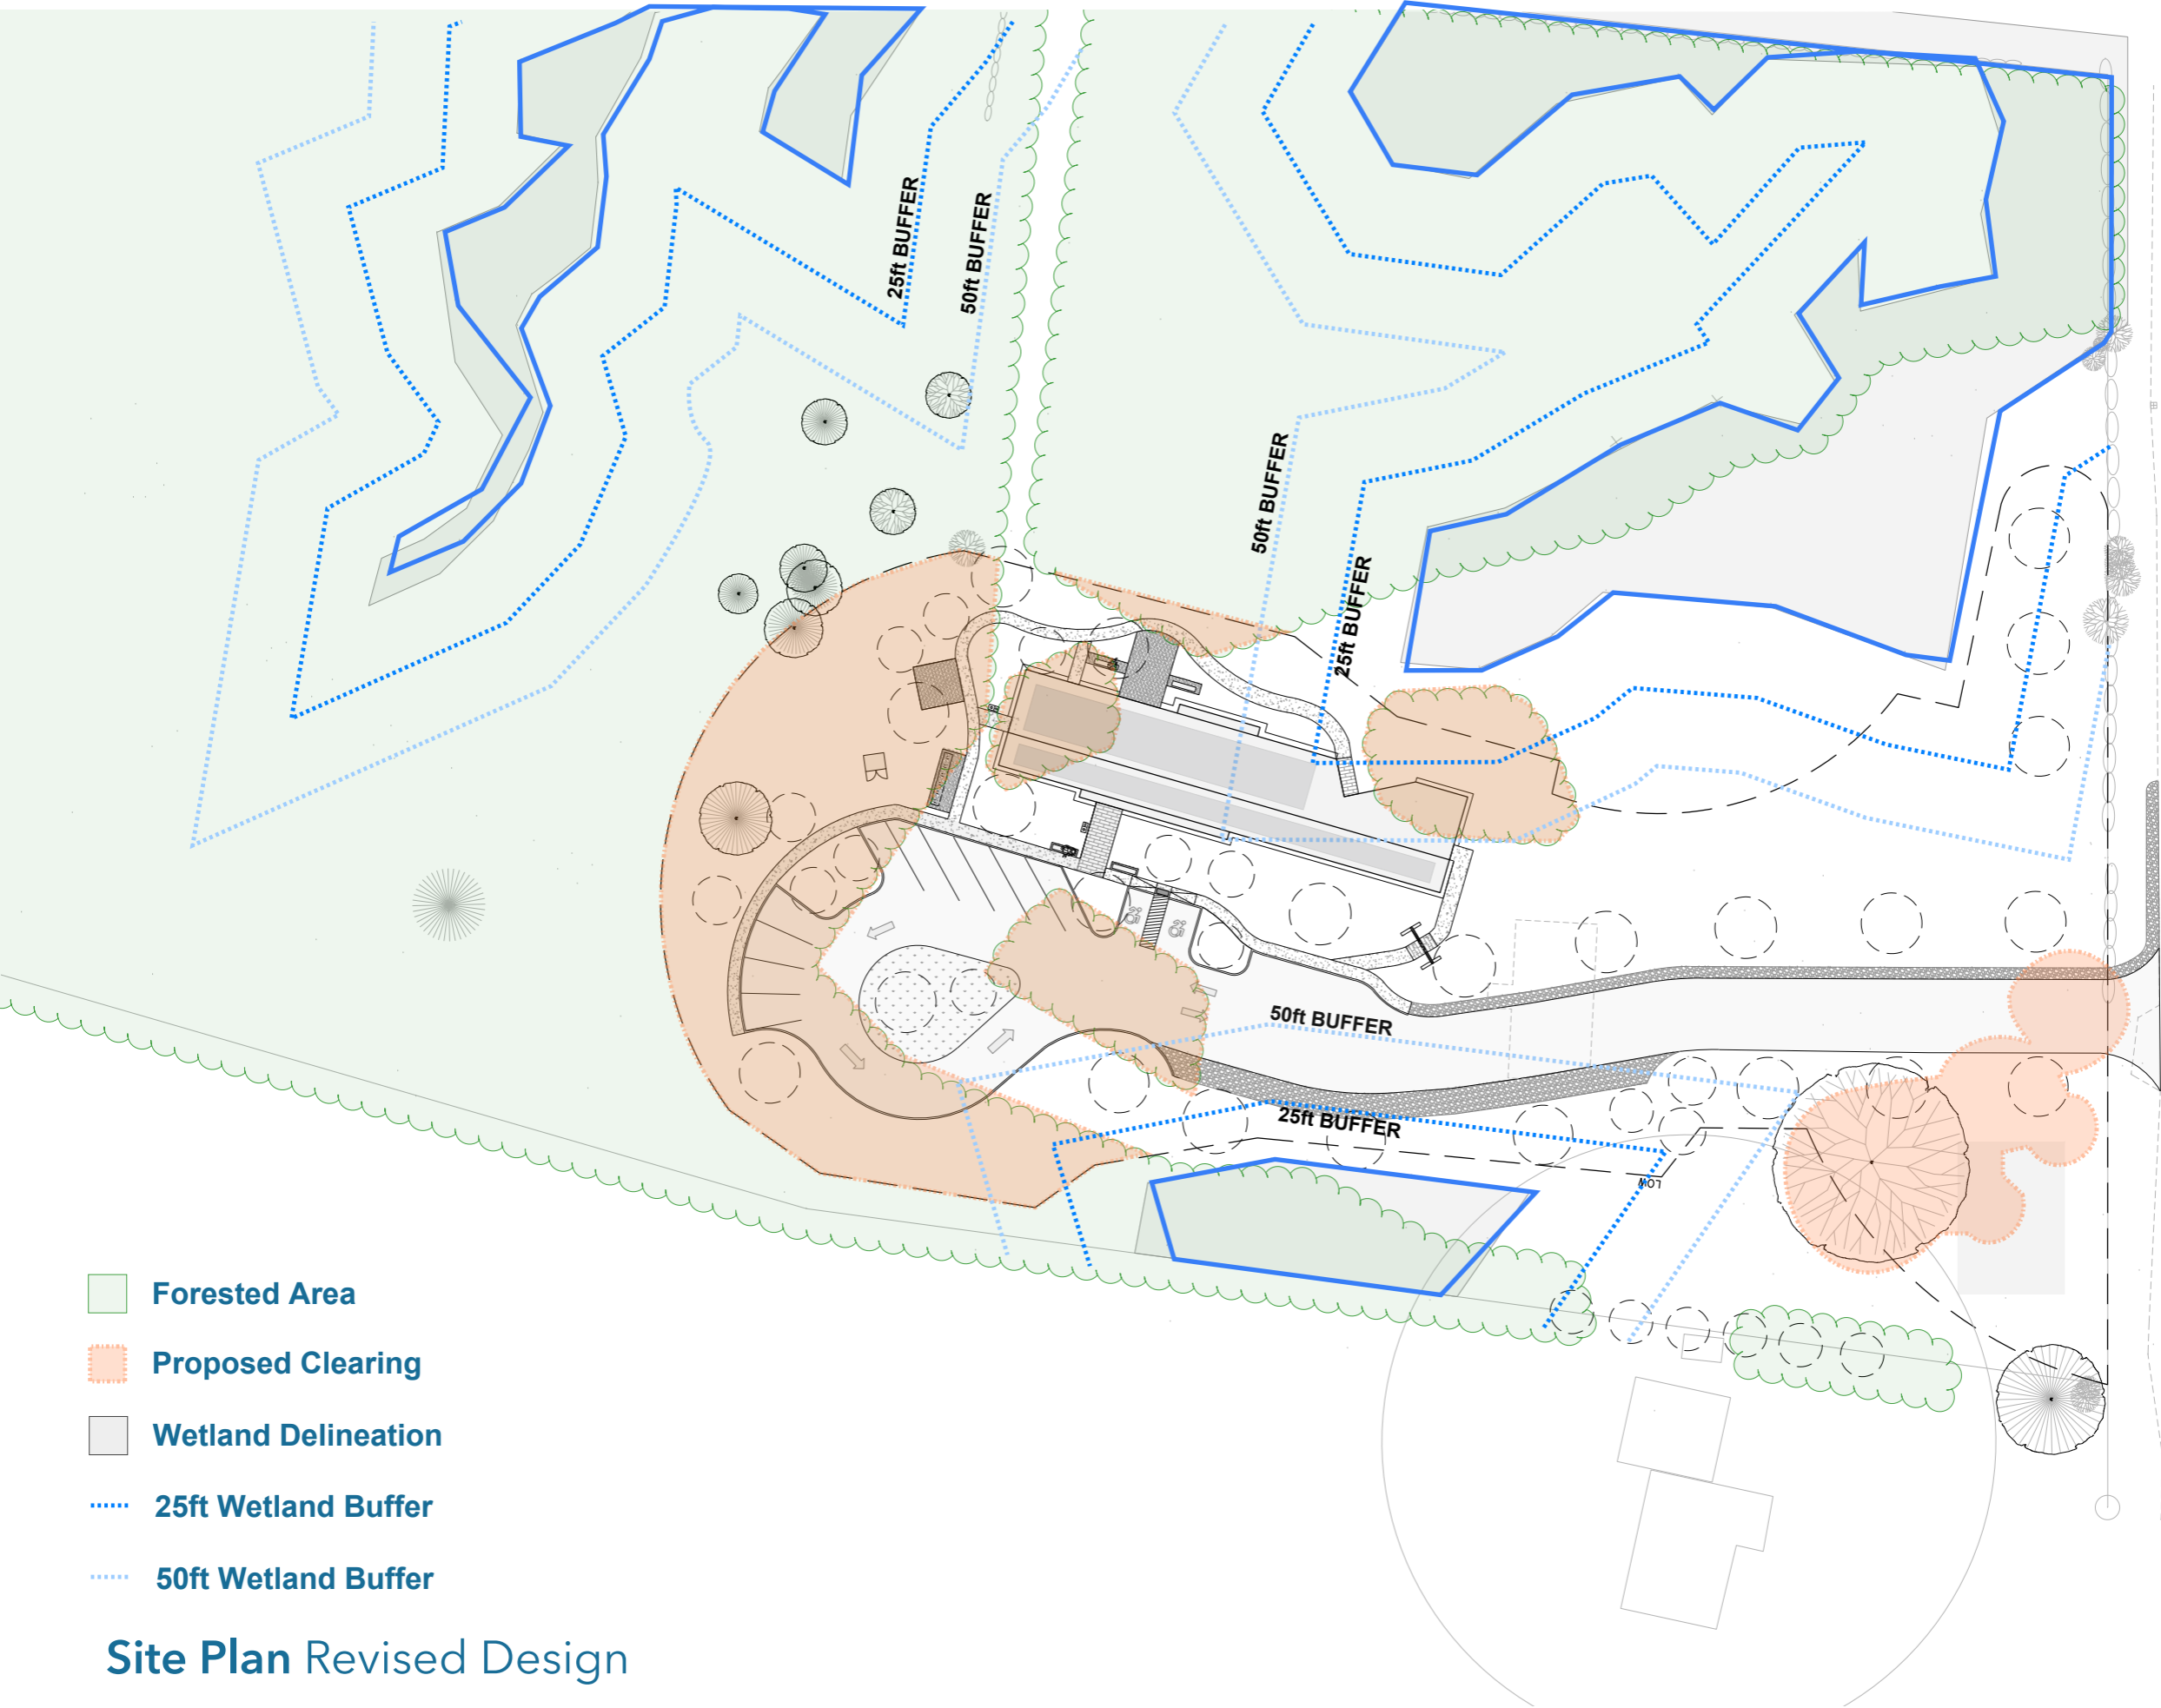 25ft BUFFER
50ft BUFFER
50ft BUFFER
25ft BUFFER
50ft BUFFER
25ft BUFFER
LOW
Forested Area
Proposed Clearing
Wetland Delineation
25ft Wetland Buffer
50ft Wetland Buffer
Site Plan Revised Design